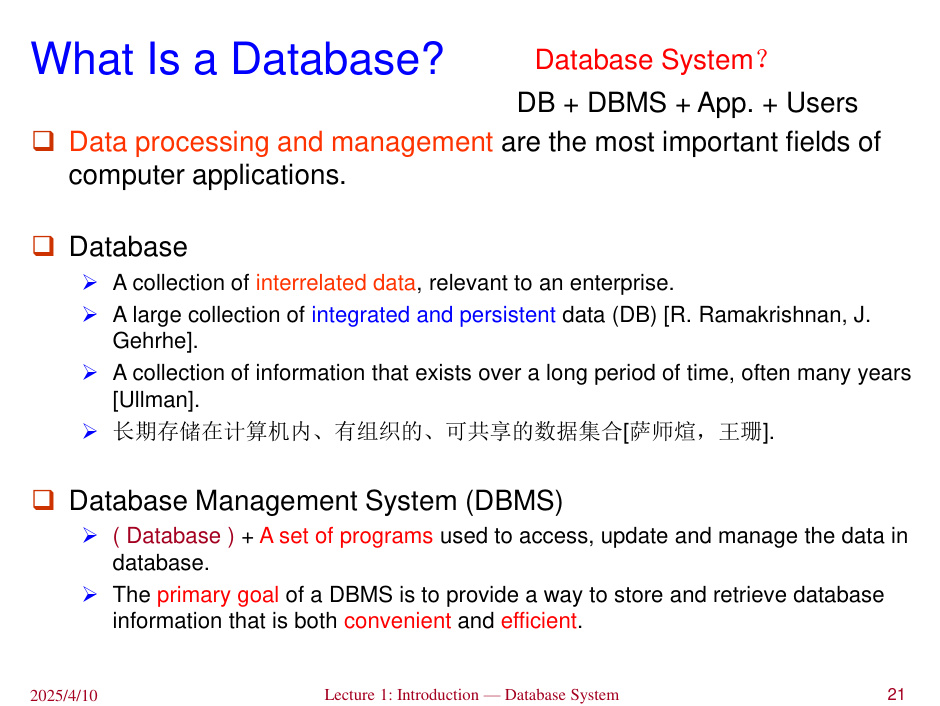 What Is a Database?
Database System？
DB + DBMS + App. + Users
Data processing and management are the most important fields of
computer applications.
Database
A collection of interrelated data, relevant to an enterprise.
A large collection of integrated and persistent data (DB) [R. Ramakrishnan, J.
Gehrhe].
A collection of information that exists over a long period of time, often many years
[Ullman].
长期存储在计算机内、有组织的、可共享的数据集合[萨师煊，王珊].
Database Management System (DBMS)
( Database ) + A set of programs used to access, update and manage the data in
database.
The primary goal of a DBMS is to provide a way to store and retrieve database
information that is both convenient and efficient.
2025/4/10
Lecture 1: Introduction — Database System
21